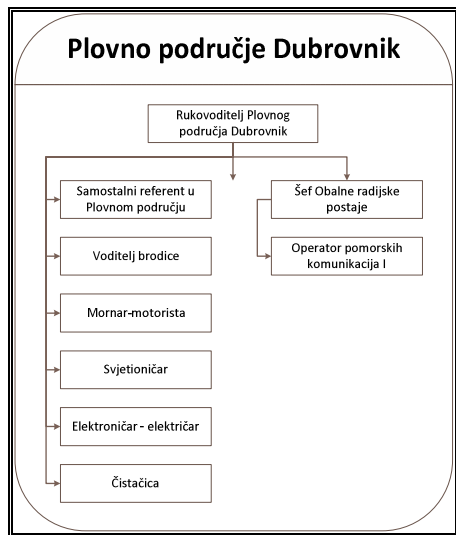 Plovno područje Dubrovnik
Rukovoditelj Plovnog
područja Dubrovnik
Samostalni referent u
Plovnom području
Šef Obalne radijske
postaje
Voditelj brodice
Operator pomorskih
komunikacija I
Mornar-motorista
Svjetioničar
Elektroničar - električar
Čistačica